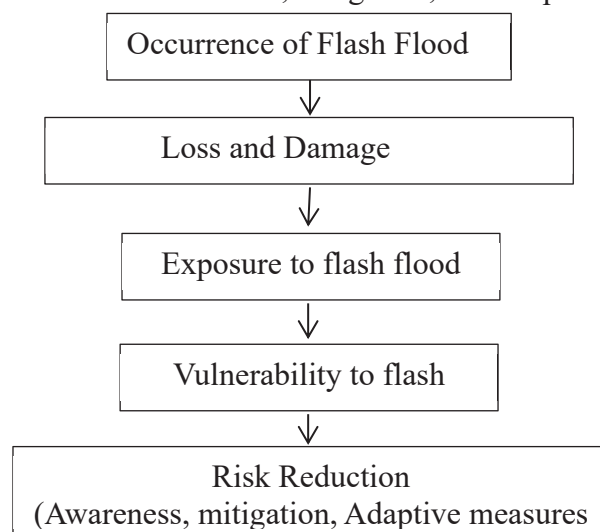 Occurrence of Flash Flood
Loss and Damage
Exposure to flash flood
Vulnerability to flash
Risk Reduction
(Awareness, mitigation, Adaptive measures